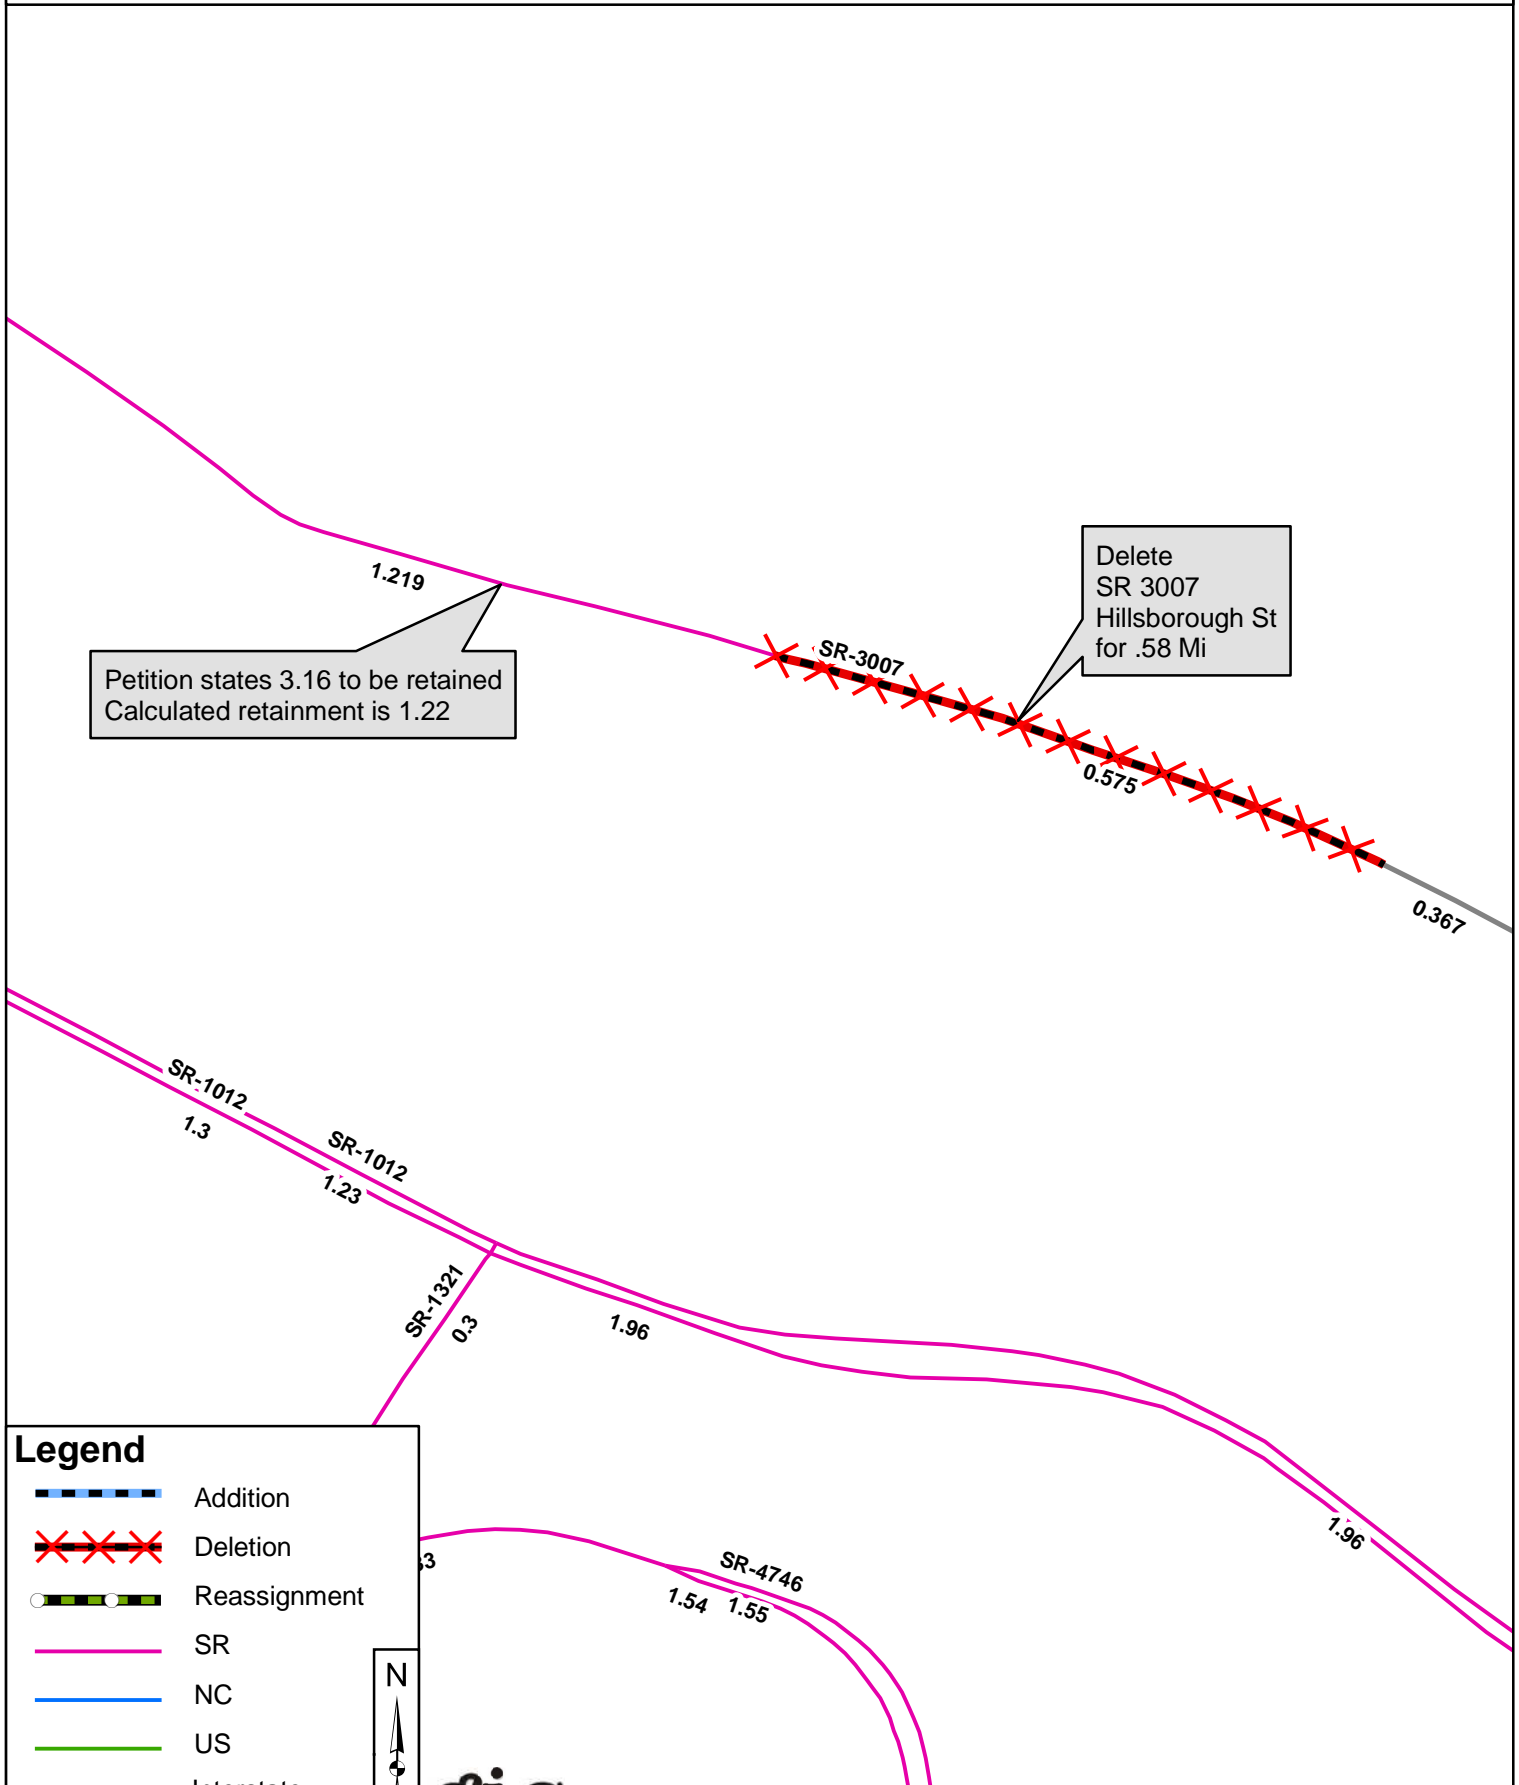 1.219
Petition states 3.16 to be retained
Calculated retainment is 1.22
Delete
SR 3007
Hillsborough St
for .58 Mi
SR-3007
0.575
0.367
SR-1012
1.3
SR-1012
1.23
SR-1321
0.3
1.96
1.96
SR-4746
1.54
1.55
Legend
Addition
Deletion
Reassignment
SR
NC
US
Interstate
N